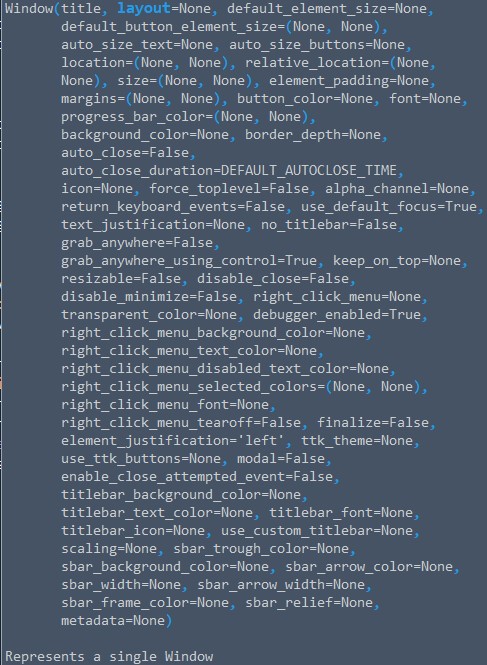 Window(title, layout=None, default_element_size=None,
default_button_element_size=(None, None),
auto_size_text=None, auto_size_buttons=None,
location=(None, None), relative_location=(None,
None), size=(None, None), element_padding=None,
margins=(None, None), button_color=None, font=None,
progress_bar_color=(None, None),
background_color=None, border_depth=None,
auto_close=False,
auto_close_duration=DEFAULT_AUTOCLOSE_TIME,
icon=None, force_toplevel=False, alpha_channel=None,
return_keyboard_events=False, use_default_focus=True,
text_justification=None, no_titlebar=False,
grab_anywhere=False,
grab_anywhere_using_control=True, keep_on_top=None,
resizable=False, disable_close=False,
disable_minimize=False, right_click_menu=None,
transparent_color=None, debugger_enabled=True,
right_click_menu_background_color=None,
right_click_menu_text_color=None,
right_click_menu_disabled_text_color=None,
right_click_menu_selected_colors=(None, None),
right_click_menu_font=None,
right_click_menu_tearoff=False, finalize=False,
element_justification='left', ttk_theme=None,
use_ttk_buttons=None, modal=False,
enable_close_attempted_event=False,
titlebar_background_color=None,
titlebar_text_color=None, titlebar_font=None,
titlebar_icon=None, use_custom_titlebar=None,
scaling=None, sbar_trough_color=None,
sbar_background_color=None, sbar_arrow_color=None,
sbar_width=None, sbar_arrow_width=None,
sbar_frame_color=None, sbar_relief=None,
metadata=None)
Represents a single Window